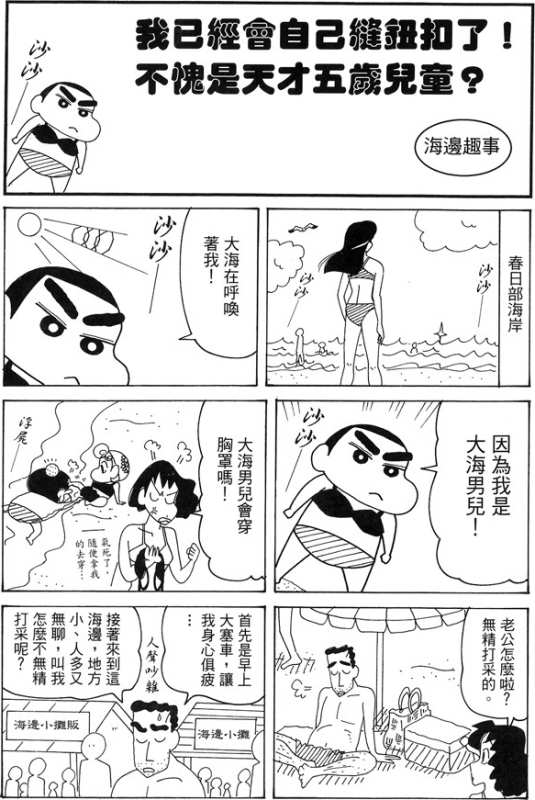 我已經會自己縫鈕扣了！
不愧是天才五歲兒童？
海邊趣事
沙沙
春日部海岸
沙沙
沙沙
大海在呼喚
著我！
沙沙
因為我是
大海男兒！
沙沙
大海男兒會穿
胸罩嗎！
氣死了，
隨便拿我
的去穿…
浮屍
老公怎麼啦？
無精打采的。
首先是早上
大塞車，讓
我身心俱疲
…
人聲吵雜
接著來到這
海邊，地方
小、人多又
無聊，叫我
怎麼不無精
打采呢？
海邊小攤販
海邊小攤